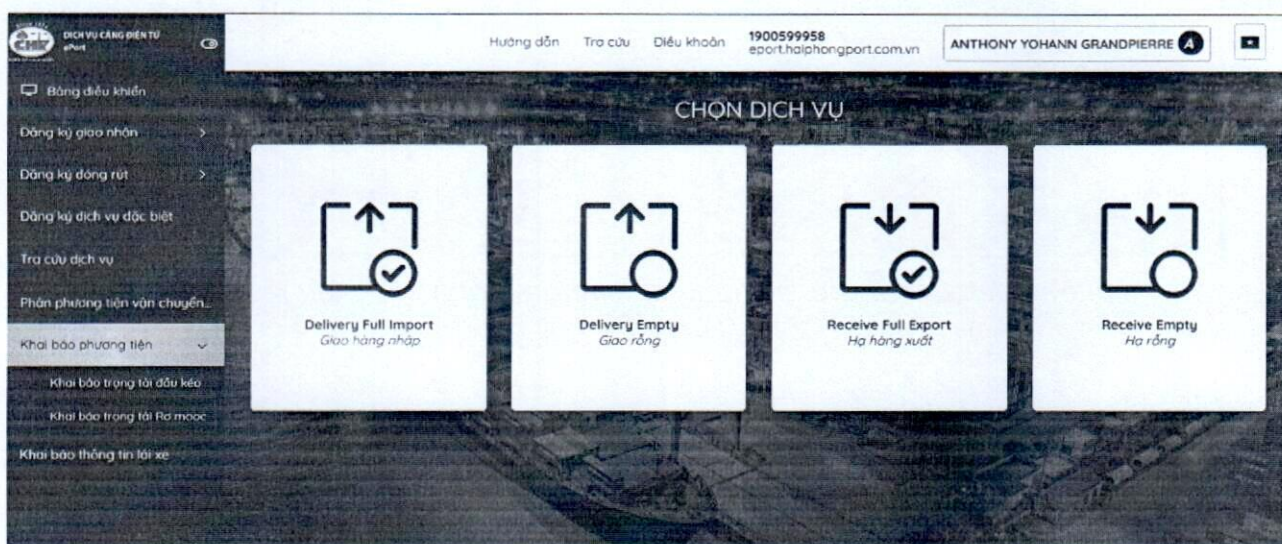 DỊCH VỤ CẢNG ĐIỆN TỬ
ePort
Hướng dẫn
Tra cứu
Điều khoản
1900599958
eport.haiphongport.com.vn
ANTHONY YOHANN GRANDPIERRE A
Bảng điều khiển
Đăng ký giao nhận
Đăng ký đóng rút
Đăng ký dịch vụ đặc biệt
Tra cứu dịch vụ
Phân phương tiện vận chuyển...
Khai báo phương tiện
Khai báo trọng tải đầu kéo
Khai báo trọng tải Rơ mooc
Khai báo thông tin lái xe
CHỌN DỊCH VỤ
Delivery Full Import
Giao hàng nhập
Delivery Empty
Giao rỗng
Receive Full Export
Hạ hàng xuất
Receive Empty
Hạ rỗng